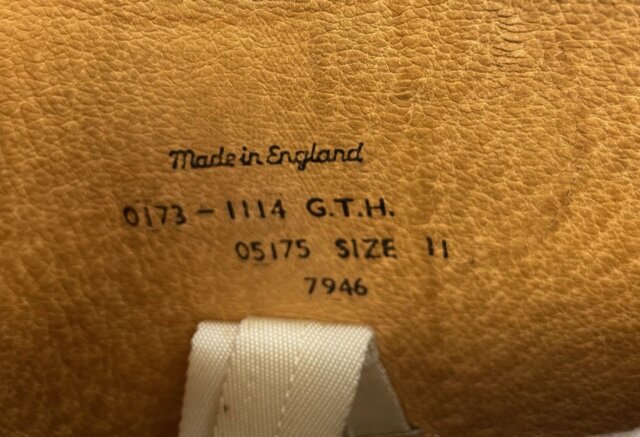 Made in England
0173-1114 G.T.H.
05175 SIZE 11
7946